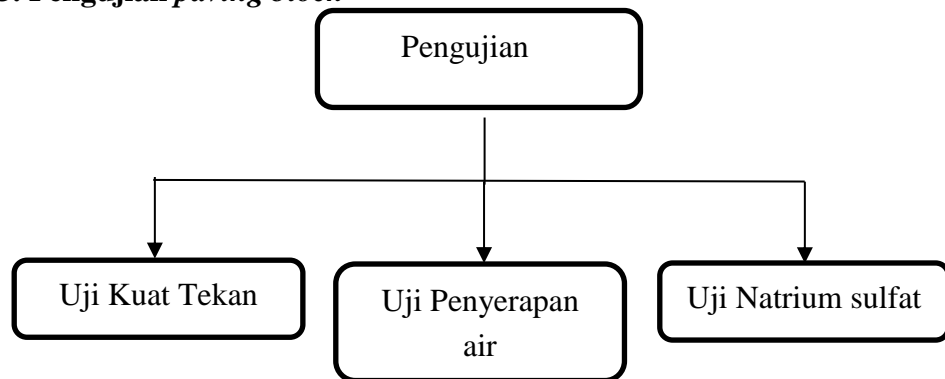 Pengujian paving block
Pengujian
Uji Kuat Tekan
Uji Penyerapan
air
Uji Natrium sulfat